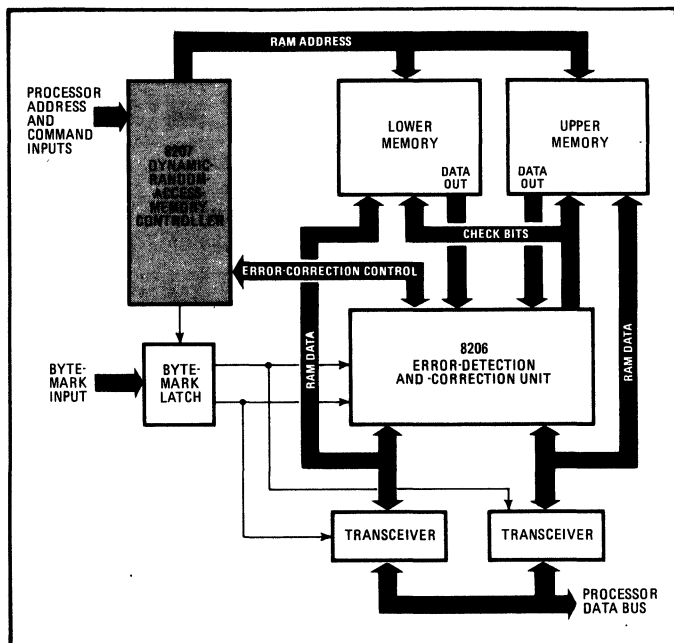 RAM ADDRESS
PROCESSOR
ADDRESS
AND
COMMAND
INPUTS
8207
DYNAMIC-
RANDOM-
ACCESS-
MEMORY
CONTROLLER
LOWER
MEMORY
DATA
OUT
UPPER
MEMORY
DATA
OUT
CHECK BITS
ERROR-CORRECTION CONTROL
RAM DATA
RAM DATA
8206
ERROR-DETECTION
AND -CORRECTION UNIT
BYTE-
MARK
INPUT
BYTE-
MARK
LATCH
TRANSCEIVER
TRANSCEIVER
PROCESSOR
DATA BUS